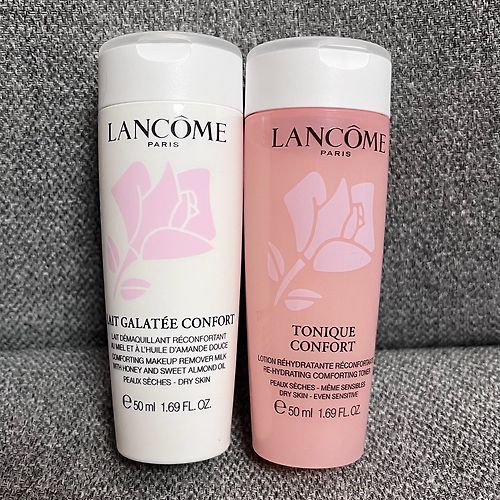 LANCÔME
PARIS
LAIT GALATÉE CONFORT
LAIT DÉMAQUILLANT RÉCONFORTANT
AU MIEL ET À L'HUILE D'AMANDE DOUCE
COMFORTING MAKEUP REMOVER MILK
WITH HONEY AND SWEET ALMOND OIL
PEAUX SÈCHES - DRY SKIN
e 50 ml 1.69 FL.OZ.
LANCÔME
PARIS
TONIQUE
CONFORT
LOTION RÉHYDRATANTE RÉCONFORTANTE
RE-HYDRATING COMFORTING TONER
PEAUX SÈCHES - MÊME SENSIBLES
DRY SKIN - EVEN SENSITIVE
e 50 ml 1.69 FL.OZ.